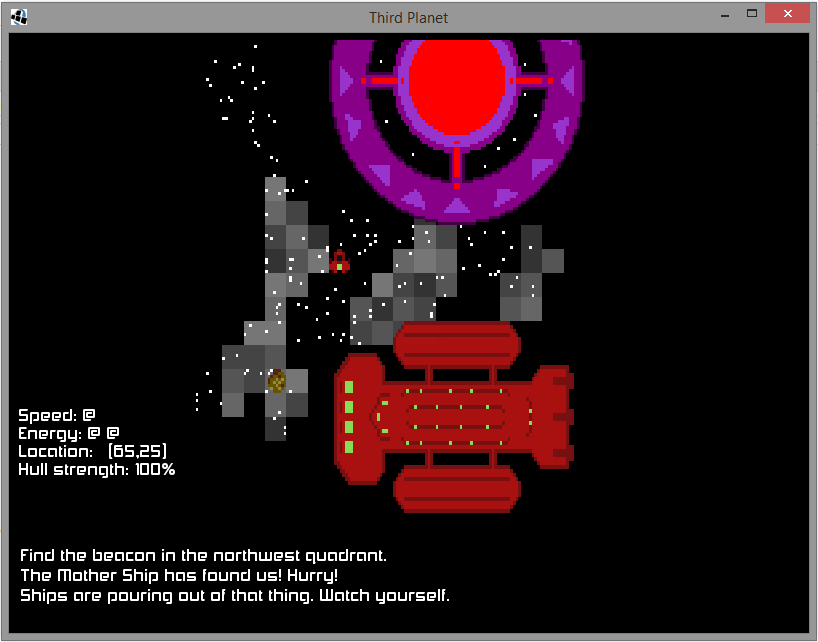 Third Planet
Speed: @
Energy: @ @
Location: [65,25]
Hull strength: 100%
Find the beacon in the northwest quadrant.
The Mother Ship has found us! Hurry!
Ships are pouring out of that thing. Watch yourself.